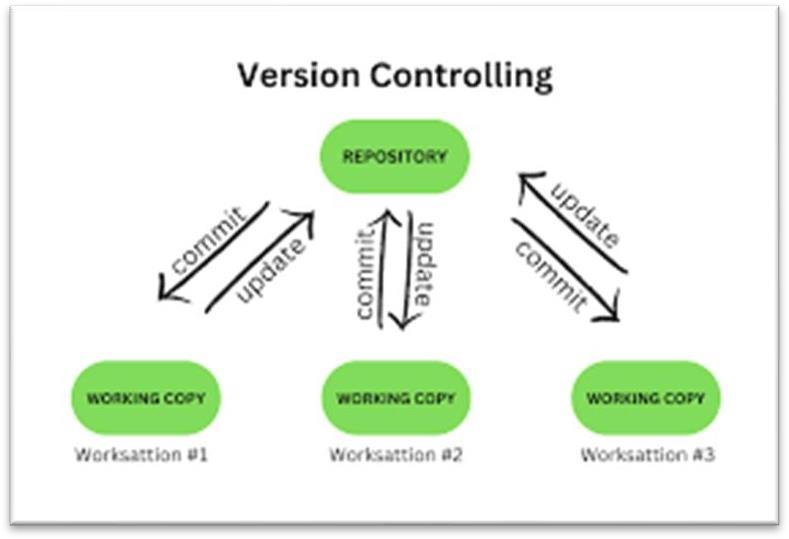 Version Controlling
REPOSITORY
commit
update
commit
update
update
commit
WORKING COPY
WORKING COPY
WORKING COPY
Worksattion #1
Worksattion #2
Worksattion #3